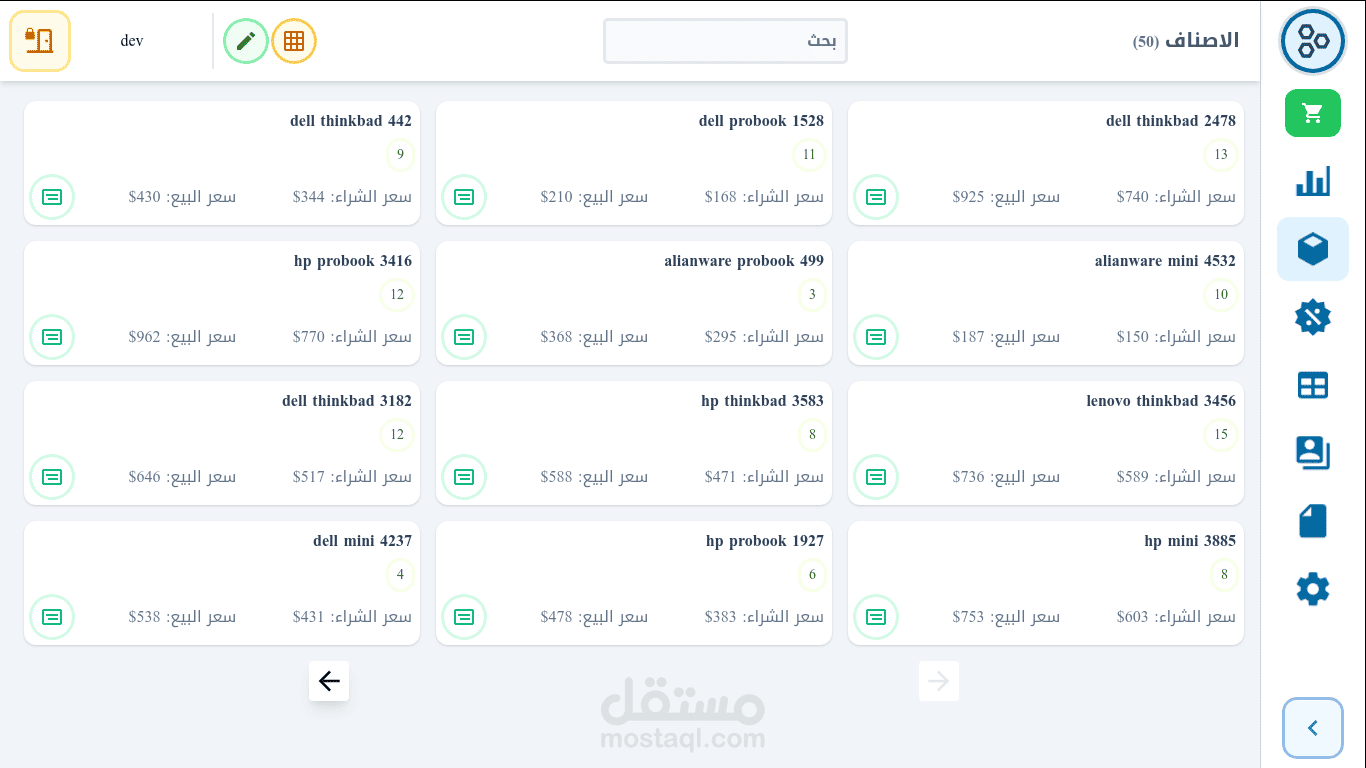 الاصناف (50)
بحث
dev
dell thinkbad 2478
13
سعر الشراء: 740$
سعر البيع: 925$
dell probook 1528
11
سعر الشراء: 168$
سعر البيع: 210$
dell thinkbad 442
9
سعر الشراء: 344$
سعر البيع: 430$
alianware mini 4532
10
سعر الشراء: 150$
سعر البيع: 187$
alianware probook 499
3
سعر الشراء: 295$
سعر البيع: 368$
hp probook 3416
12
سعر الشراء: 770$
سعر البيع: 962$
lenovo thinkbad 3456
15
سعر الشراء: 589$
سعر البيع: 736$
hp thinkbad 3583
8
سعر الشراء: 471$
سعر البيع: 588$
dell thinkbad 3182
12
سعر الشراء: 517$
سعر البيع: 646$
hp mini 3885
8
سعر الشراء: 603$
سعر البيع: 753$
hp probook 1927
6
سعر الشراء: 383$
سعر البيع: 478$
dell mini 4237
4
سعر الشراء: 431$
سعر البيع: 538$
مستقل
mostaql.com